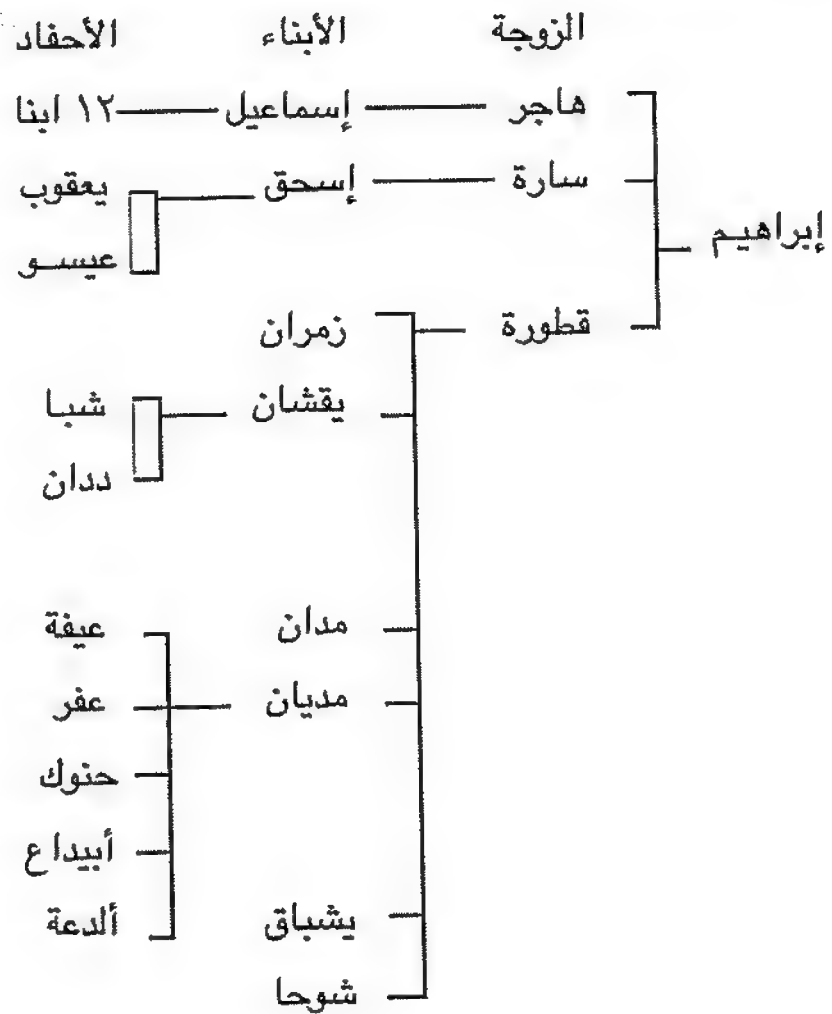 الزوجة الأبناء الأحفاد
هاجر إسماعيل ١٢ ابنا
سارة إسحق يعقوب
إبراهيم
عيسو
قطورة زمران
يقشان شبا
ددان
مدان عيفة
مديان عفر
حنوك
أبيداع
يشباق ألدعة
شوحا